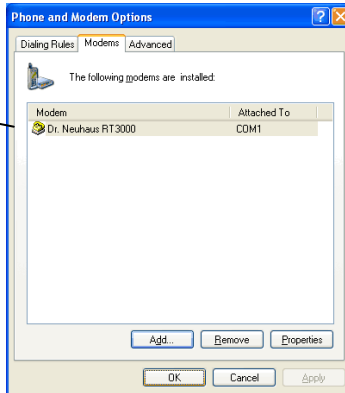 Phone and Modem Options
Dialing Rules Modems Advanced
The following modems are installed:
Modem Attached To
Dr. Neuhaus RT3000 COM1
Add... Remove Properties
OK Cancel Apply